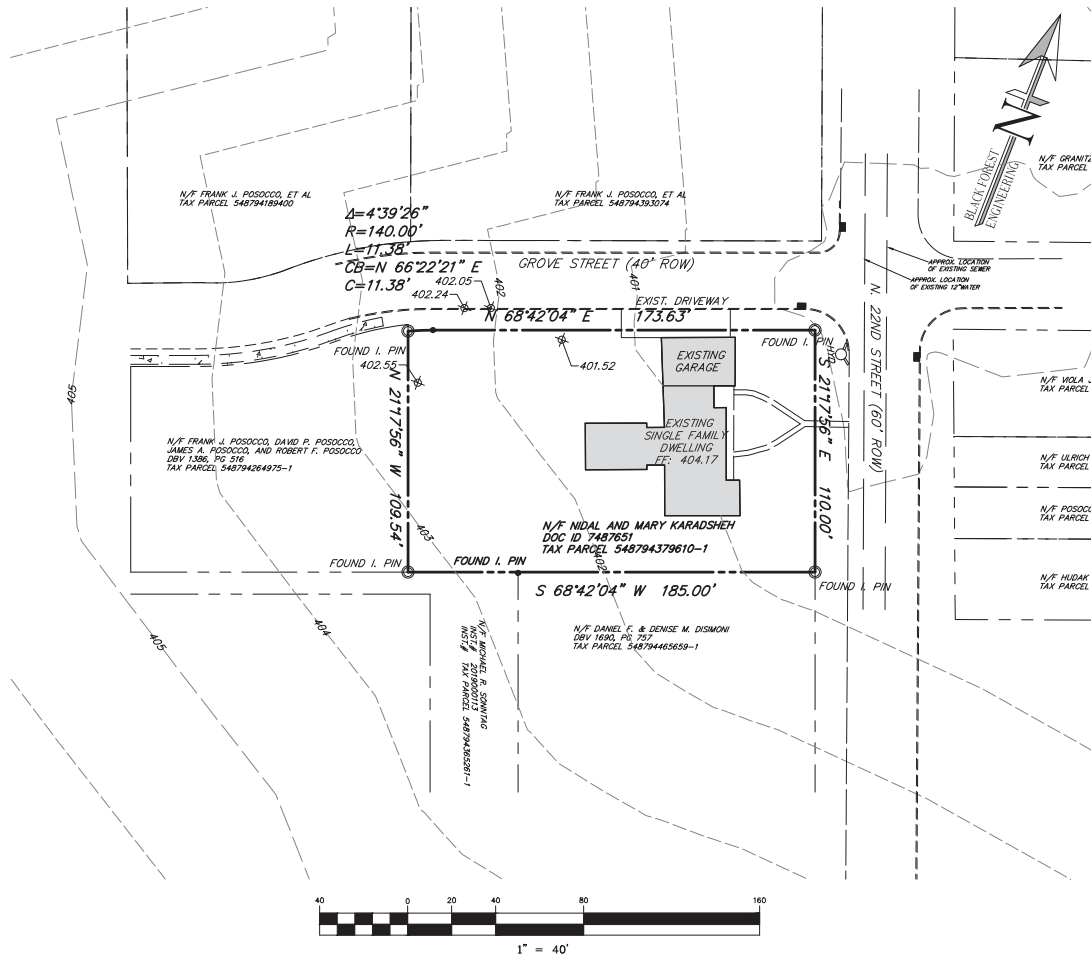 N/F FRANK J. POSOCCO, ET AL
TAX PARCEL 548794189400
N/F FRANK J. POSOCCO, ET AL
TAX PARCEL 548794393074
N
BLACK FOREST
ENGINEERING
TAX PARCEL
Δ=4°39'26"
R=140.00'
L=11.38'
CB=N 66°22'21" E
C=11.38'
GROVE STREET (40' ROW)
APPROX. LOCATION
OF EXISTING SEWER
APPROX. LOCATION
OF EXISTING 12"WATER
402.05
402.24
402
401
EXIST. DRIVEWAY
N 68°42'04" E 173.63'
N. 22ND STREET (60' ROW)
FOUND I. PIN
402.55
401.52
FOUND I. PIN
HYD.
EXISTING
GARAGE
405
N 21°17'56" W 109.54'
S 21°17'56" E 110.00'
N/F VIOLA
TAX PARCEL
N/F FRANK J. POSOCCO, DAVID P. POSOCCO,
JAMES A. POSOCCO, AND ROBERT F. POSOCCO
DBV 1386, PG 516
TAX PARCEL 548794264975-1
EXISTING
SINGLE FAMILY
DWELLING
FF: 404.17
N/F ULRICH
TAX PARCEL
N/F NIDAL AND MARY KARADSHEH
DOC ID 7487651
TAX PARCEL 548794379610-1
N/F
TAX PARCEL
403
402
FOUND I. PIN
FOUND I. PIN
FOUND I. PIN
S 68°42'04" W 185.00'
N/F HUDAK
TAX PARCEL
405
404
N/F MICHAEL R. SONNTAG
INST.# 2019000113
INST.# TAX PARCEL 548794365261-1
N/F DANIEL F. & DENISE M. DISIMONI
DBV 1690, PG 757
TAX PARCEL 548794465659-1
40 0 20 40 80 160
1" = 40'